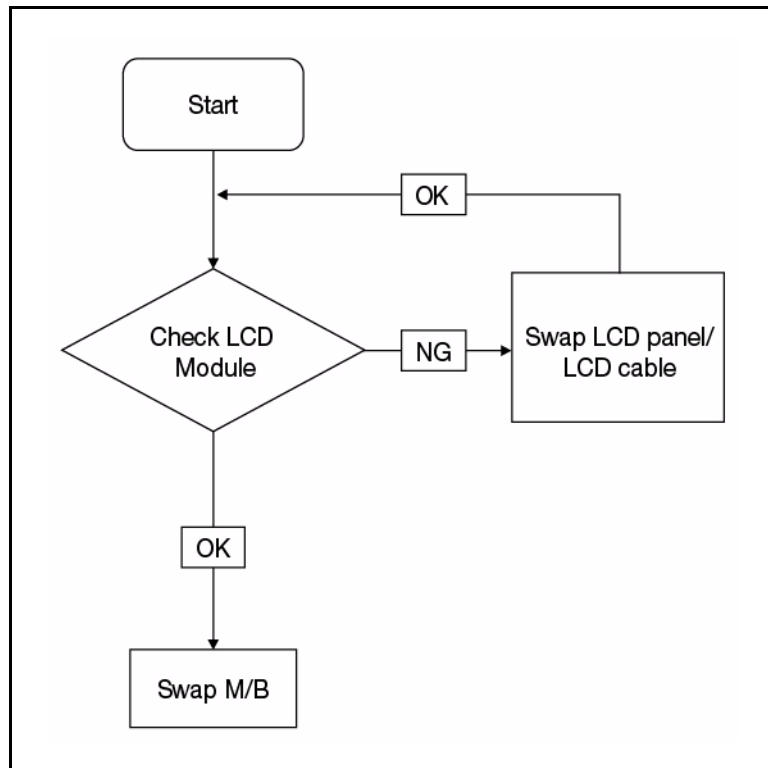 Start
OK
Check LCD
Module
NG
Swap LCD panel/
LCD cable
OK
Swap M/B